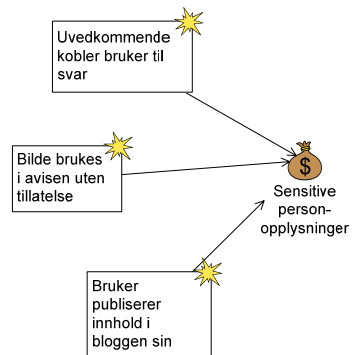 Uvedkommende
kobler bruker til
svar
Bilde brukes
i avisen uten
tillatelse
$
Sensitive
person-
opplysninger
Bruker
publiserer
innhold i
bloggen sin